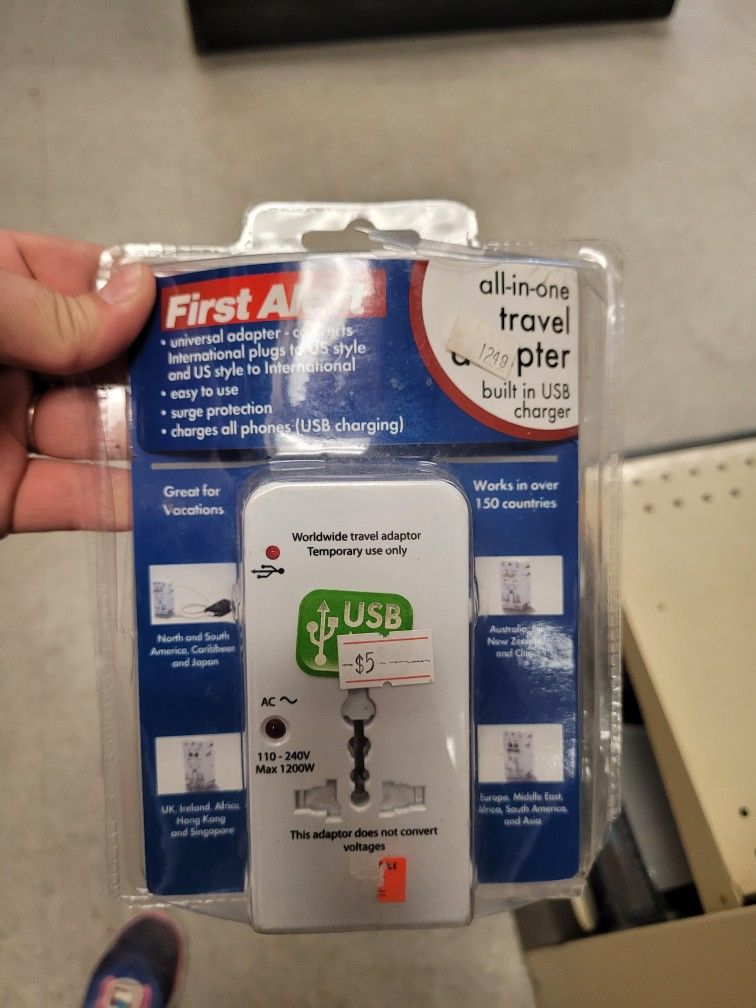 First Alert
• universal adapter - converts
International plugs to US style
and US style to International
• easy to use
• surge protection
• charges all phones (USB charging)
all-in-one
travel
pter
1249
built in USB
charger
Great for
Vacations
Works in over
150 countries
Worldwide travel adaptor
Temporary use only
USB
-$5-
North and South
America, Caribbean
and Japan
Australia,
New Zealand
and
AC ~
110 - 240V
Max 1200W
UK, Ireland, Africa,
Hong Kong
and Singapore
Europe, Middle East,
Africa, South America,
and Asia
This adaptor does not convert
voltages